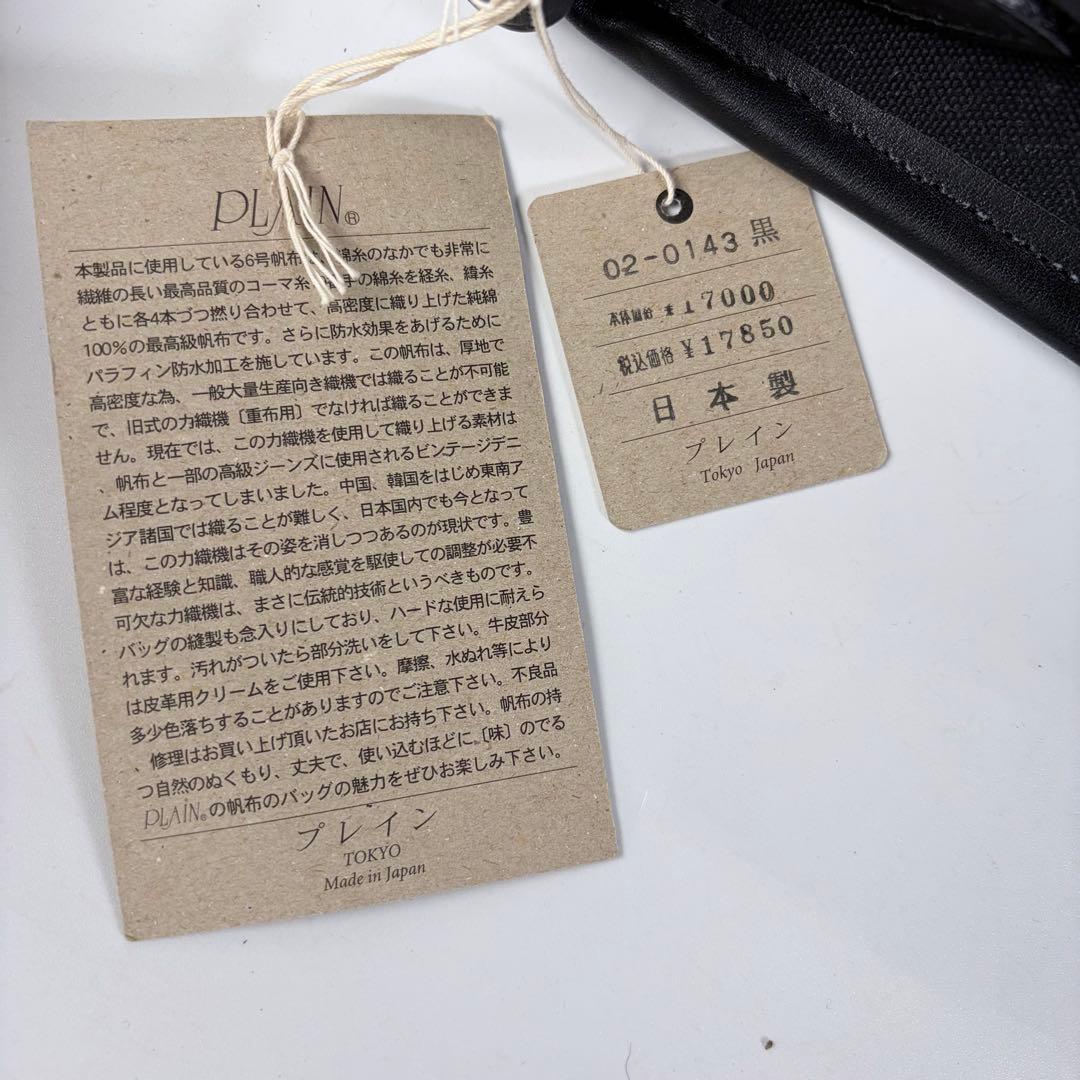 PLAIN®
本製品に使用している6号帆布 綿糸のなかでも非常に
繊維の長い最高品質のコーマ糸 の綿糸を経糸、緯糸
ともに各4本づつ撚り合わせて、高密度に織り上げた純綿
100%の最高級帆布です。さらに防水効果をあげるために
パラフィン防水加工を施しています。この帆布は、厚地で
高密度な為、一般大量生産向き織機では織ることが不可能
で、旧式の力織機〔重布用〕でなければ織ることができま
せん。現在では、この力織機を使用して織り上げる素材は
、帆布と一部の高級ジーンズに使用されるビンテージデニ
ム程度となってしまいました。中国、韓国をはじめ東南ア
ジア諸国では織ることが難しく、日本国内でも今となって
は、この力織機はその姿を消しつつあるのが現状です。豊
富な経験と知識、職人的な感覚を駆使しての調整が必要不
可欠な力織機は、まさに伝統的技術というべきものです。
バッグの縫製も念入りにしており、ハードな使用に耐えら
れます。汚れがついたら部分洗いをして下さい。牛皮部分
は皮革用クリームをご使用下さい。摩擦、水ぬれ等により
多少色落ちすることがありますのでご注意下さい。不良品
、修理はお買い上げ頂いたお店にお持ち下さい。帆布の持
つ自然のぬくもり、丈夫で、使い込むほどに〔味〕のでる
PLAIN®の帆布のバッグの魅力をぜひお楽しみ下さい。
プレイン
TOKYO
Made in Japan
02-0143 黒
本体価格 ¥17000
税込価格 ¥17850
日本製
プレイン
Tokyo Japan